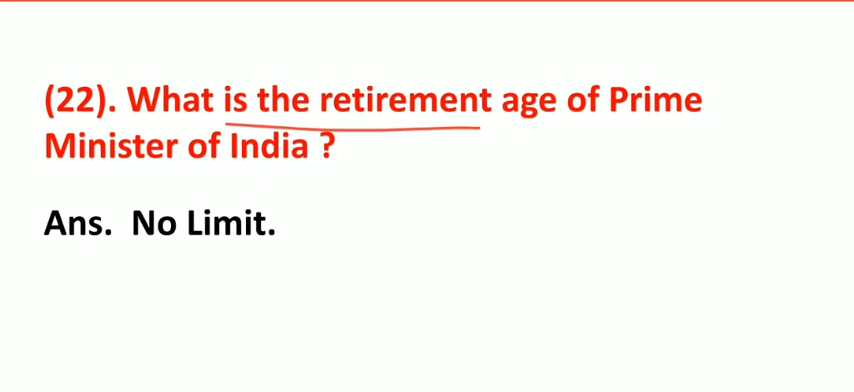 (22). What is the retirement age of Prime
Minister of India ?
Ans.  No Limit.